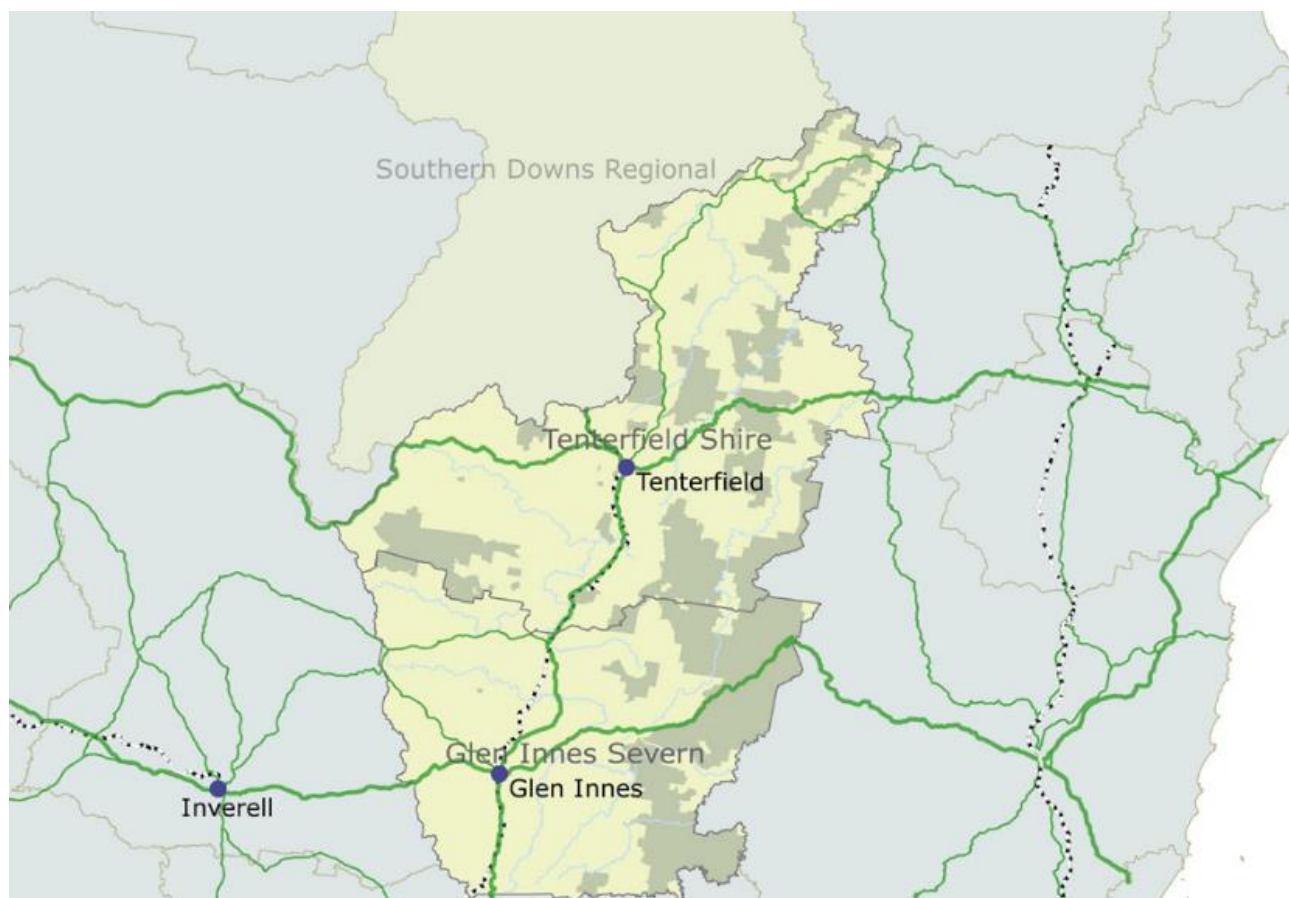 Southern Downs Regional
Tenterfield Shire
Tenterfield
Glen Innes Severn
Glen Innes
Inverell